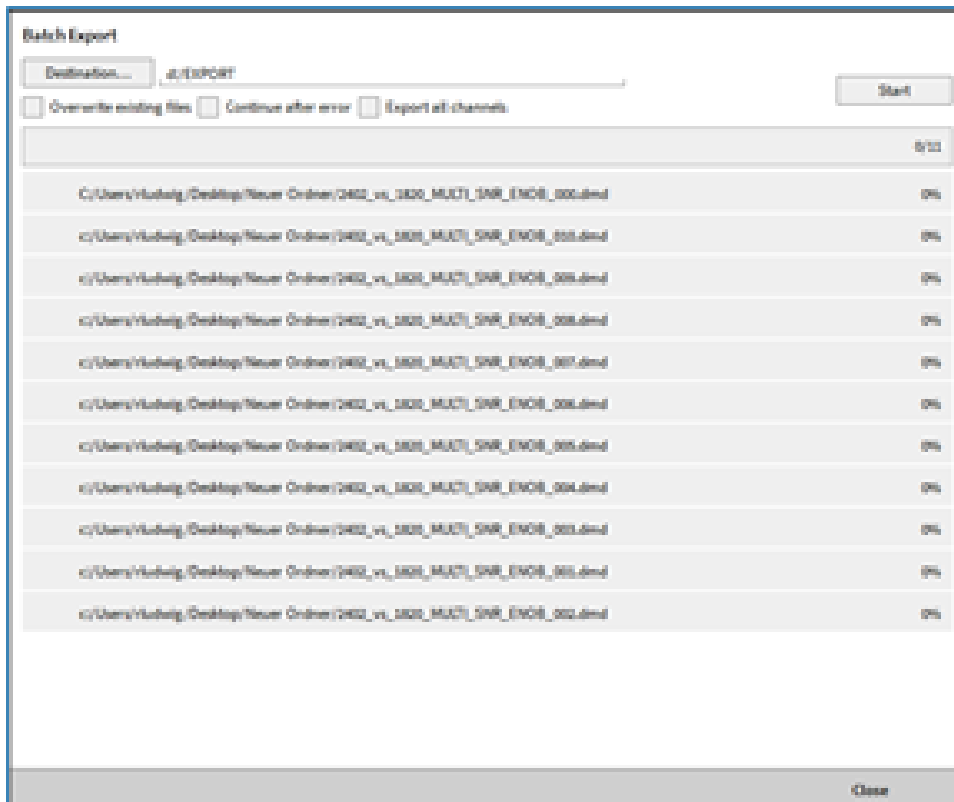 Batch Export
Destination... d:/EXPORT
Start
Overwrite existing files Continue after error Export all channels
0/11
C:/Users/rludwig/Desktop/Neuer Ordner/2402_vs_1820_MULTI_SNR_ENOB_000.dmd 0%
c:/Users/rludwig/Desktop/Neuer Ordner/2402_vs_1820_MULTI_SNR_ENOB_010.dmd 0%
c:/Users/rludwig/Desktop/Neuer Ordner/2402_vs_1820_MULTI_SNR_ENOB_009.dmd 0%
c:/Users/rludwig/Desktop/Neuer Ordner/2402_vs_1820_MULTI_SNR_ENOB_008.dmd 0%
c:/Users/rludwig/Desktop/Neuer Ordner/2402_vs_1820_MULTI_SNR_ENOB_007.dmd 0%
c:/Users/rludwig/Desktop/Neuer Ordner/2402_vs_1820_MULTI_SNR_ENOB_006.dmd 0%
c:/Users/rludwig/Desktop/Neuer Ordner/2402_vs_1820_MULTI_SNR_ENOB_005.dmd 0%
c:/Users/rludwig/Desktop/Neuer Ordner/2402_vs_1820_MULTI_SNR_ENOB_004.dmd 0%
c:/Users/rludwig/Desktop/Neuer Ordner/2402_vs_1820_MULTI_SNR_ENOB_003.dmd 0%
c:/Users/rludwig/Desktop/Neuer Ordner/2402_vs_1820_MULTI_SNR_ENOB_001.dmd 0%
c:/Users/rludwig/Desktop/Neuer Ordner/2402_vs_1820_MULTI_SNR_ENOB_002.dmd 0%
Close